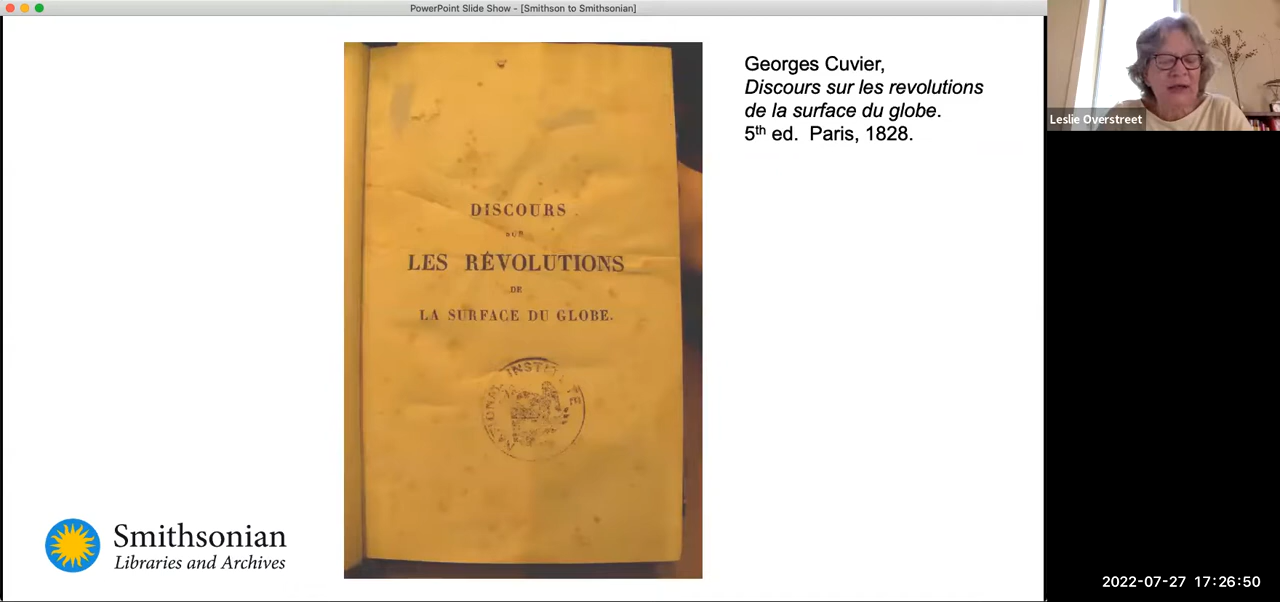 PowerPoint Slide Show - [Smithson to Smithsonian]
Georges Cuvier,
Discours sur les revolutions
de la surface du globe.
5th ed. Paris, 1828.
Leslie Overstreet
DISCOURS
SUR
LES RÉVOLUTIONS
DE
LA SURFACE DU GLOBE.
INSTI
Smithsonian
Libraries and Archives
2022-07-27 17:26:50